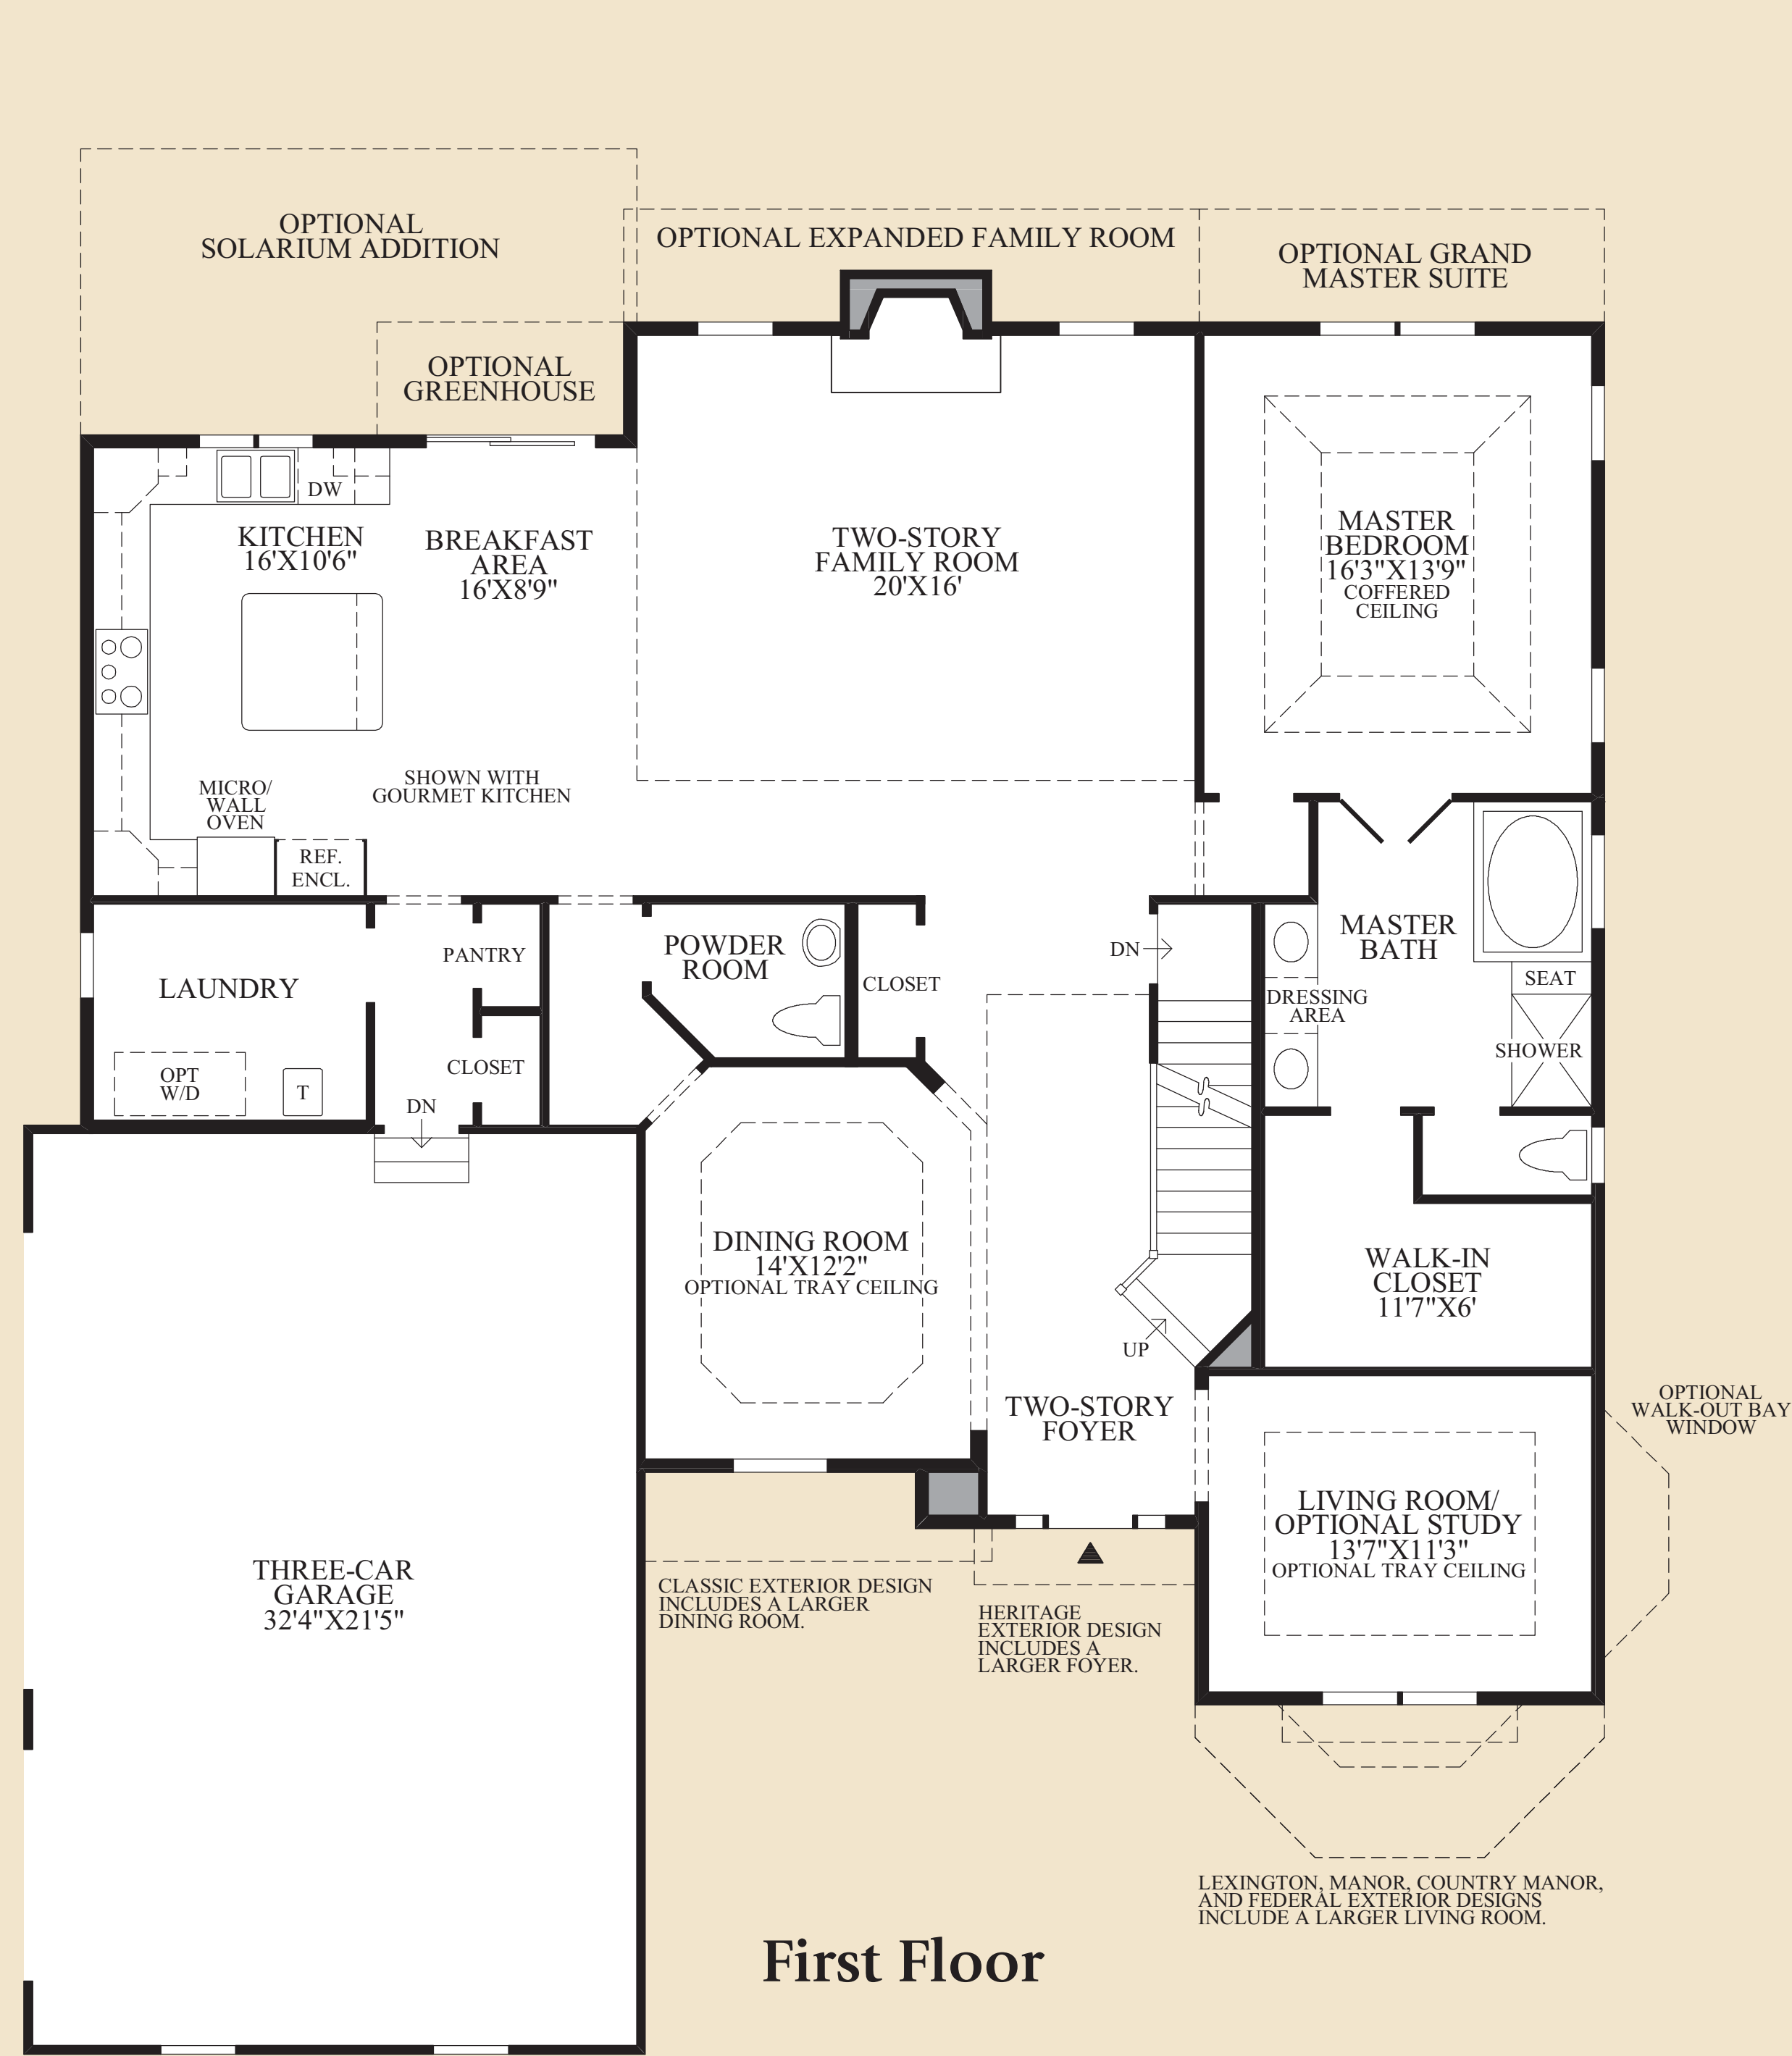 OPTIONAL
SOLARIUM ADDITION
OPTIONAL EXPANDED FAMILY ROOM
OPTIONAL GRAND
MASTER SUITE
OPTIONAL
GREENHOUSE
DW
KITCHEN
16'X10'6"
BREAKFAST
AREA
16'X8'9"
TWO-STORY
FAMILY ROOM
20'X16'
MASTER
BEDROOM
16'3"X13'9"
COFFERED
CEILING
MICRO/
WALL
OVEN
SHOWN WITH
GOURMET KITCHEN
REF.
ENCL.
LAUNDRY
PANTRY
POWDER
ROOM
CLOSET
DN
MASTER
BATH
SEAT
DRESSING
AREA
SHOWER
OPT
W/D
T
CLOSET
DN
DINING ROOM
14'X12'2"
OPTIONAL TRAY CEILING
WALK-IN
CLOSET
11'7"X6'
UP
TWO-STORY
FOYER
OPTIONAL
WALK-OUT BAY
WINDOW
LIVING ROOM/
OPTIONAL STUDY
13'7"X11'3"
OPTIONAL TRAY CEILING
THREE-CAR
GARAGE
32'4"X21'5"
CLASSIC EXTERIOR DESIGN
INCLUDES A LARGER
DINING ROOM.
HERITAGE
EXTERIOR DESIGN
INCLUDES A
LARGER FOYER.
LEXINGTON, MANOR, COUNTRY MANOR,
AND FEDERAL EXTERIOR DESIGNS
INCLUDE A LARGER LIVING ROOM.
First Floor